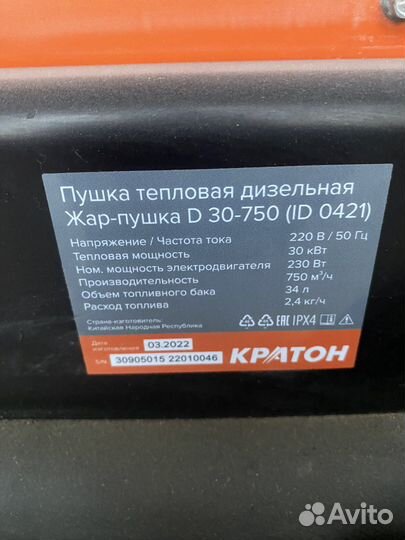 Пушка тепловая дизельная
Жар-пушка D 30-750 (ID 0421)
Напряжение / Частота тока 220 В / 50 Гц
Тепловая мощность 30 кВт
Ном. мощность электродвигателя 230 Вт
Производительность 750 м³/ч
Объем топливного бака 34 л
Расход топлива 2,4 кг/ч
Страна-изготовитель:
Китайская Народная Республика
EAC IPX4
Дата
изготовления 03.2022
S/N 30905015 22010046
КРАТОН
Avito